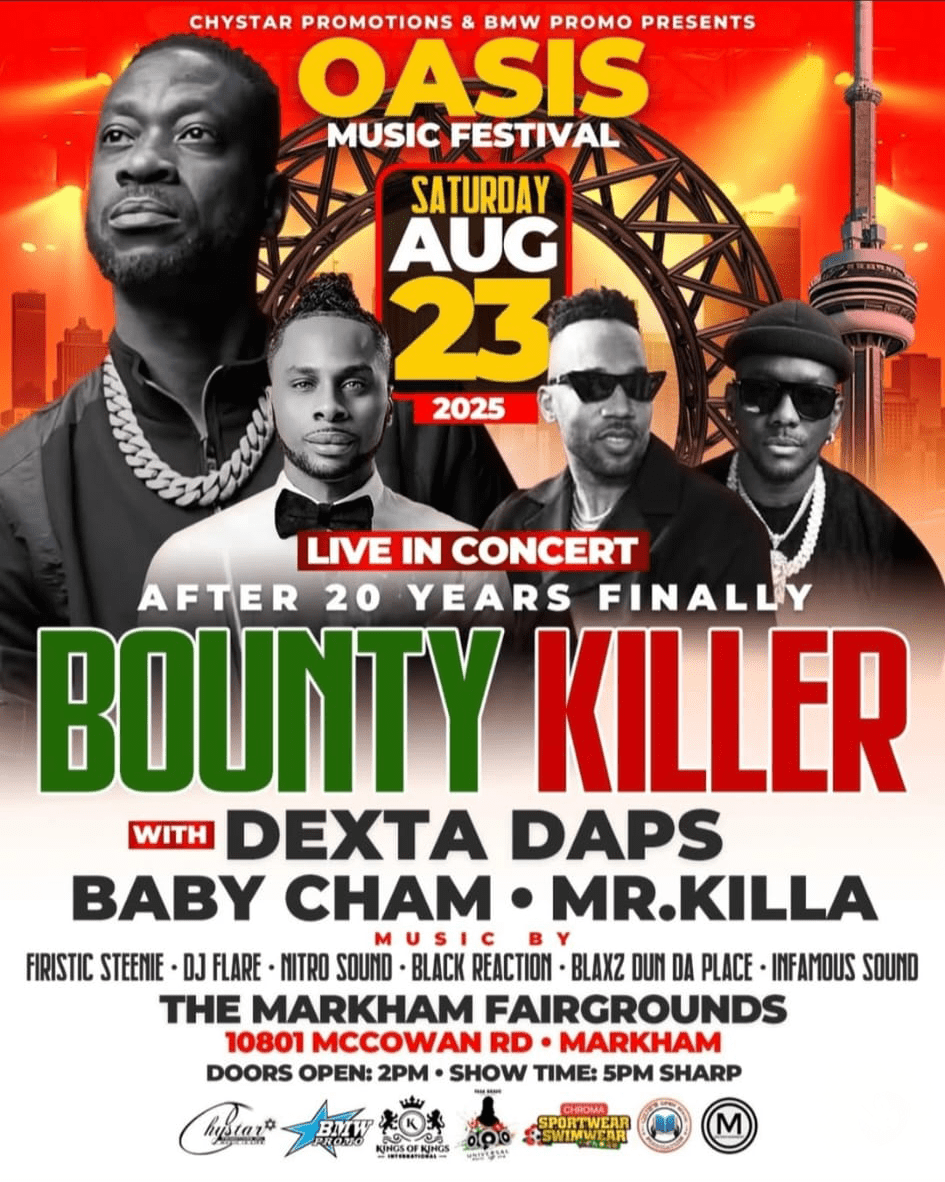 CHYSTAR PROMOTIONS & BMW PROMO PRESENTS
OASIS
MUSIC FESTIVAL
SATURDAY
AUG
23
2025
LIVE IN CONCERT
AFTER 20 YEARS FINALLY
BOUNTY KILLER
WITH DEXTA DAPS
BABY CHAM • MR.KILLA
MUSIC BY
FIRISTIC STEENIE • DJ FLARE • NITRO SOUND • BLACK REACTION • BLAXZ DUN DA PLACE • INFAMOUS SOUND
THE MARKHAM FAIRGROUNDS
10801 MCCOWAN RD • MARKHAM
DOORS OPEN: 2PM • SHOW TIME: 5PM SHARP
Chystar
BMW
PROMO
K
KINGS OF KINGS
INTERNATIONAL
UNIVERSAL
CHROMA
SPORTWEAR
SWIMWEAR
M